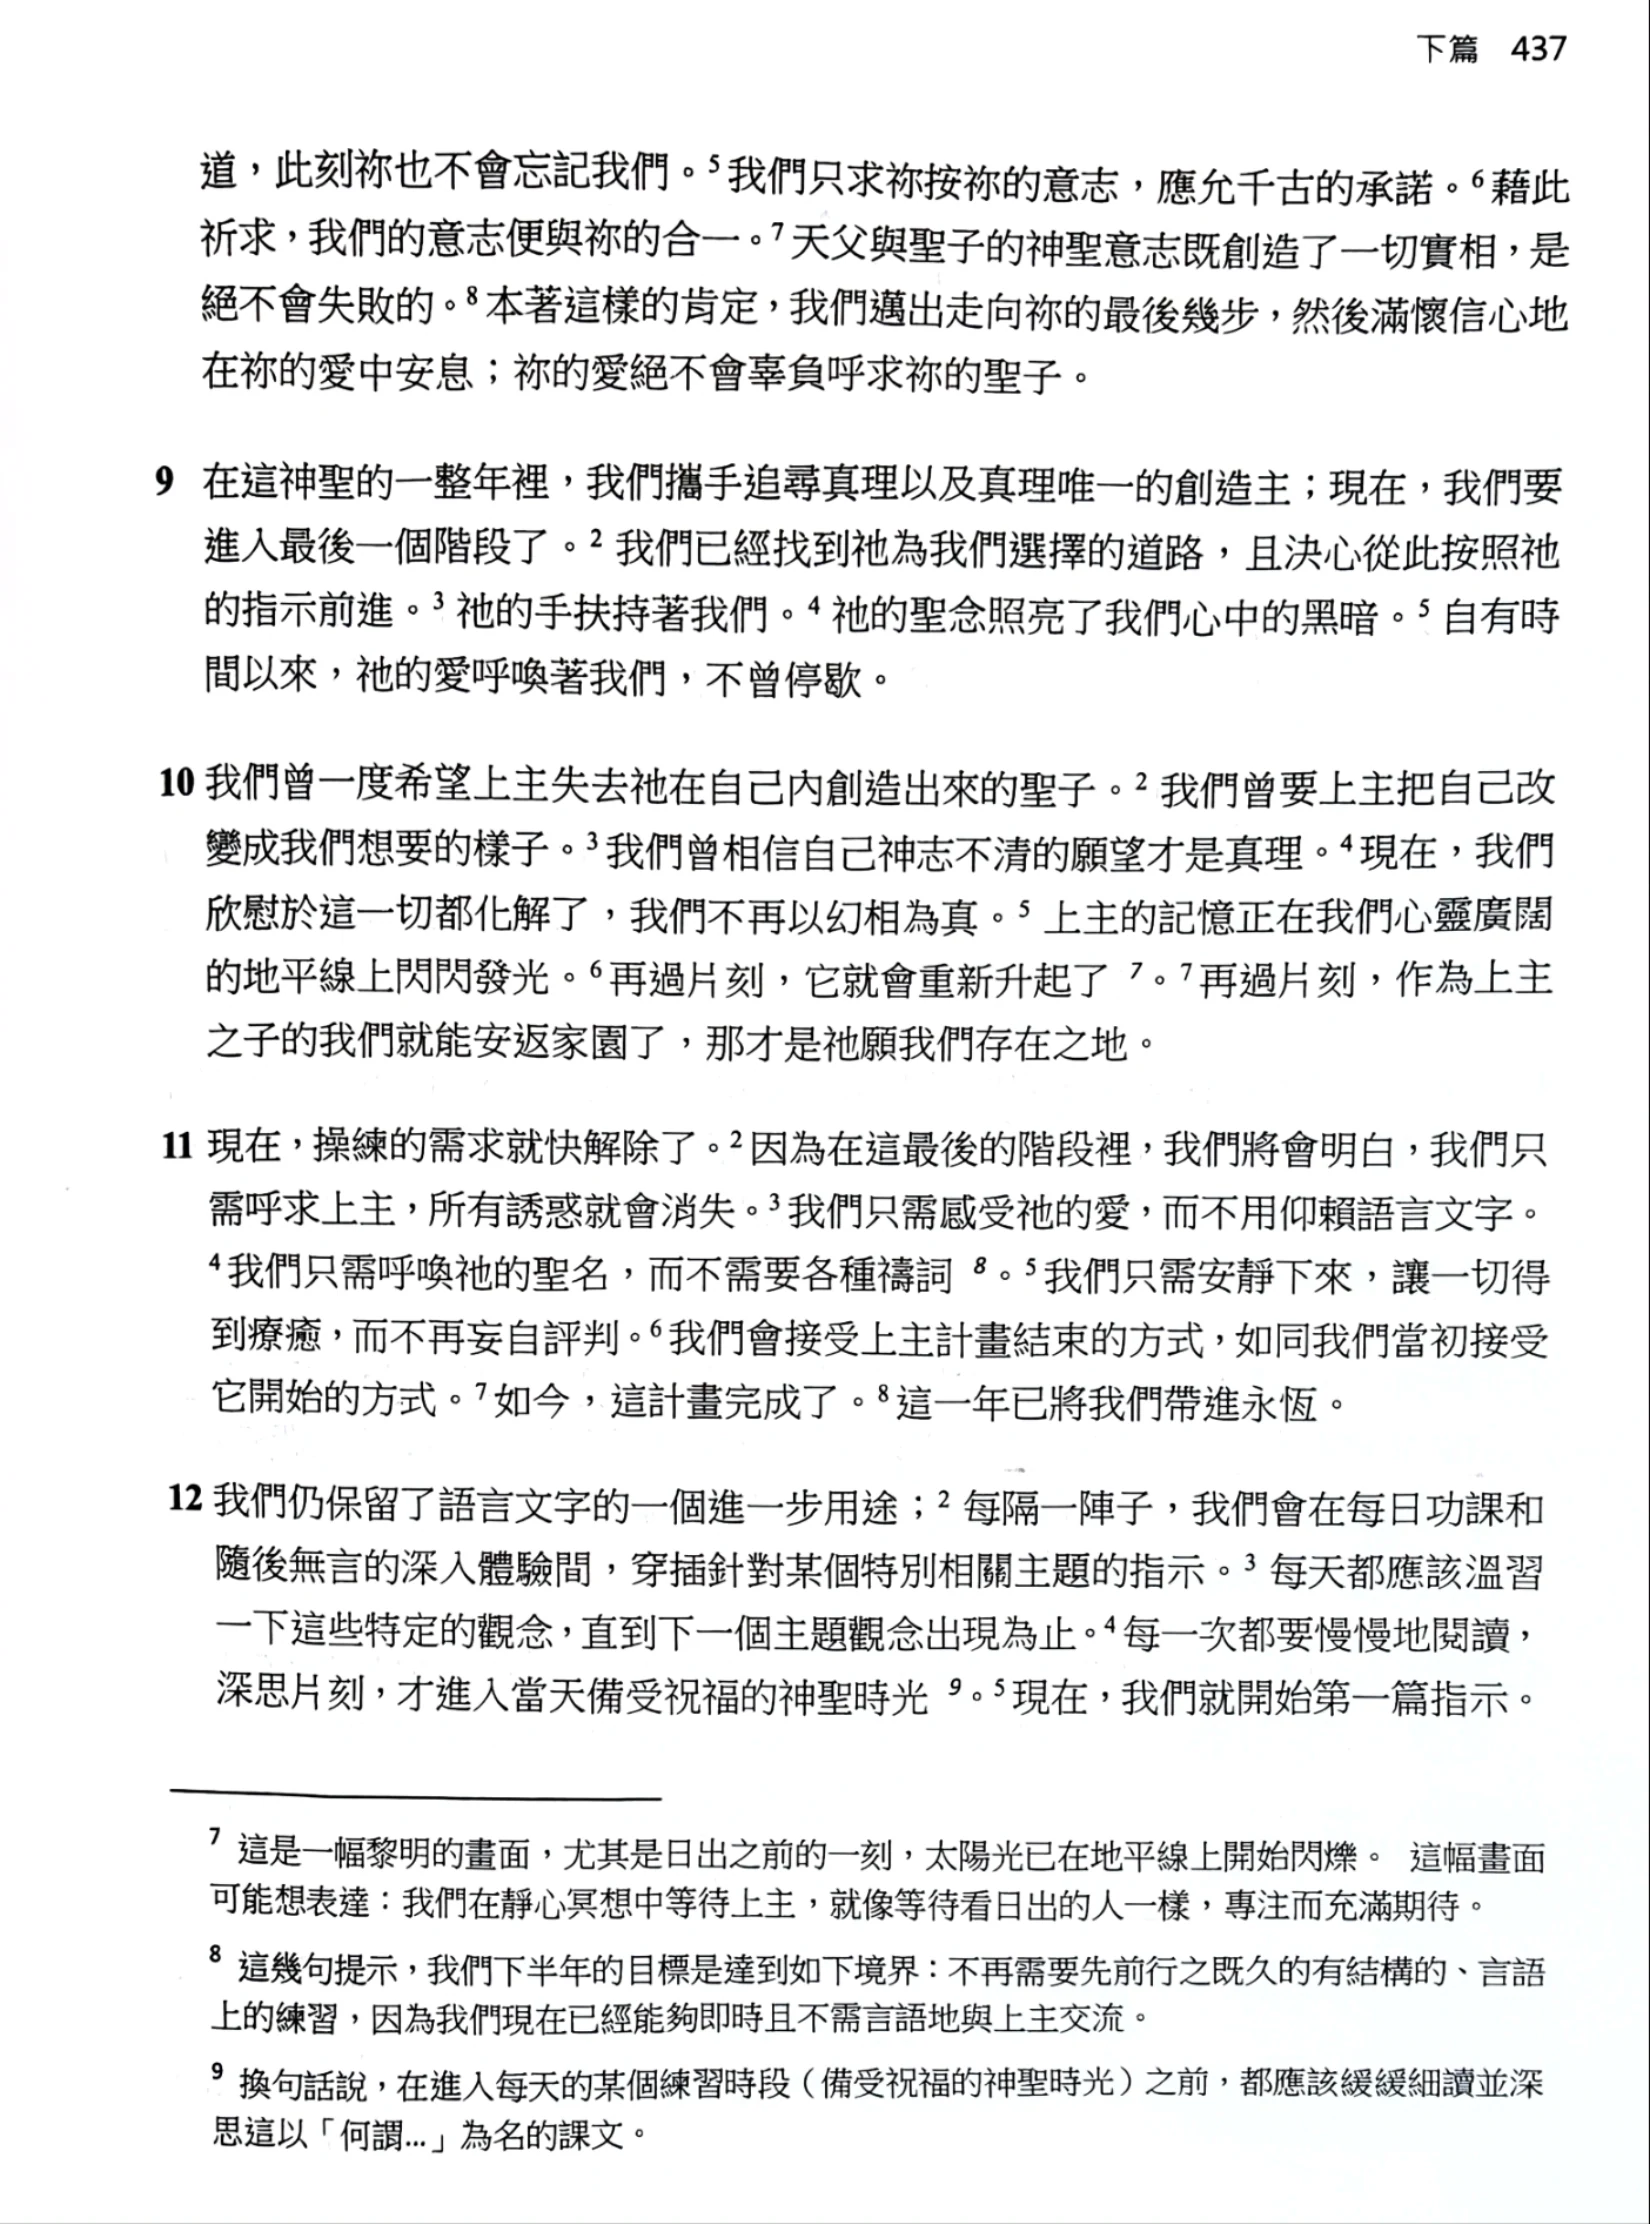 下篇 437
道，此刻祢也不會忘記我們。⁵我們只求祢按祢的意志，應允千古的承諾。⁶藉此
祈求，我們的意志便與祢的合一。⁷天父與聖子的神聖意志既創造了一切實相，是
絕不會失敗的。⁸本著這樣的肯定，我們邁出走向祢的最後幾步，然後滿懷信心地
在祢的愛中安息；祢的愛絕不會辜負呼求祢的聖子。
9 在這神聖的一整年裡，我們攜手追尋真理以及真理唯一的創造主；現在，我們要
進入最後一個階段了。² 我們已經找到祂為我們選擇的道路，且決心從此按照祂
的指示前進。³ 祂的手扶持著我們。⁴ 祂的聖念照亮了我們心中的黑暗。⁵ 自有時
間以來，祂的愛呼喚著我們，不曾停歇。
10 我們曾一度希望上主失去祂在自己內創造出來的聖子。² 我們曾要上主把自己改
變成我們想要的樣子。³我們曾相信自己神志不清的願望才是真理。⁴現在，我們
欣慰於這一切都化解了，我們不再以幻相為真。⁵ 上主的記憶正在我們心靈廣闊
的地平線上閃閃發光。⁶再過片刻，它就會重新升起了 ⁷。⁷再過片刻，作為上主
之子的我們就能安返家園了，那才是祂願我們存在之地。
11 現在，操練的需求就快解除了。²因為在這最後的階段裡，我們將會明白，我們只
需呼求上主，所有誘惑就會消失。³我們只需感受祂的愛，而不用仰賴語言文字。
⁴我們只需呼喚祂的聖名，而不需要各種禱詞 ⁸。⁵我們只需安靜下來，讓一切得
到療癒，而不再妄自評判。⁶我們會接受上主計畫結束的方式，如同我們當初接受
它開始的方式。⁷如今，這計畫完成了。⁸這一年已將我們帶進永恆。
12 我們仍保留了語言文字的一個進一步用途；² 每隔一陣子，我們會在每日功課和
隨後無言的深入體驗間，穿插針對某個特別相關主題的指示。³ 每天都應該溫習
一下這些特定的觀念，直到下一個主題觀念出現為止。⁴每一次都要慢慢地閱讀，
深思片刻，才進入當天備受祝福的神聖時光 ⁹。⁵現在，我們就開始第一篇指示。
⁷ 這是一幅黎明的畫面，尤其是日出之前的一刻，太陽光已在地平線上開始閃爍。 這幅畫面
可能想表達：我們在靜心冥想中等待上主，就像等待看日出的人一樣，專注而充滿期待。
⁸ 這幾句提示，我們下半年的目標是達到如下境界：不再需要先前行之既久的有結構的、言語
上的練習，因為我們現在已經能夠即時且不需言語地與上主交流。
⁹ 換句話說，在進入每天的某個練習時段（備受祝福的神聖時光）之前，都應該緩緩細讀並深
思這以「何謂...」為名的課文。